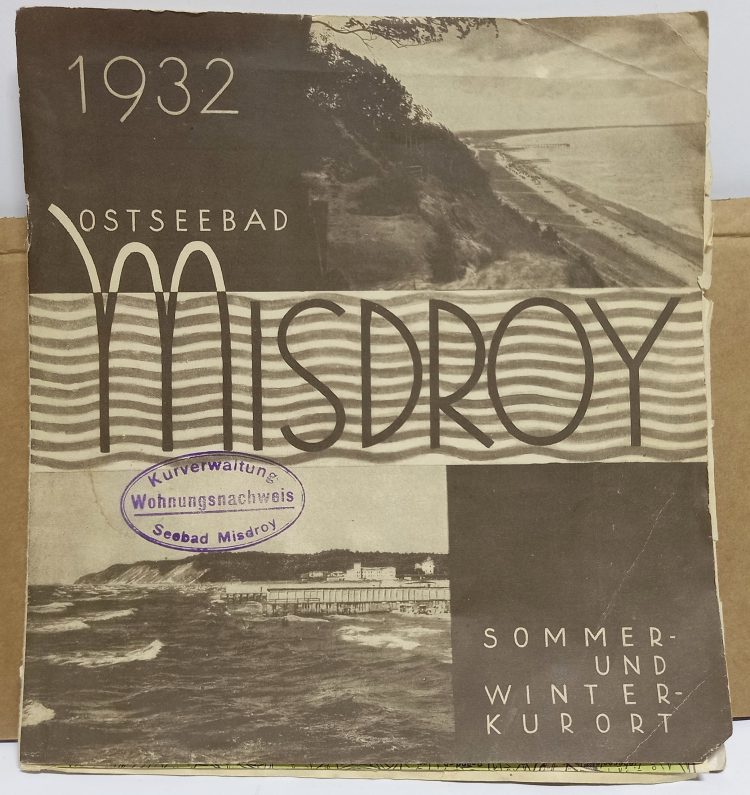 1932
OSTSEEBAD
MISDROY
Kurverwaltung
Wohnungsnachweis
Seebad Misdroy
SOMMER-
UND
WINTER-
KURORT